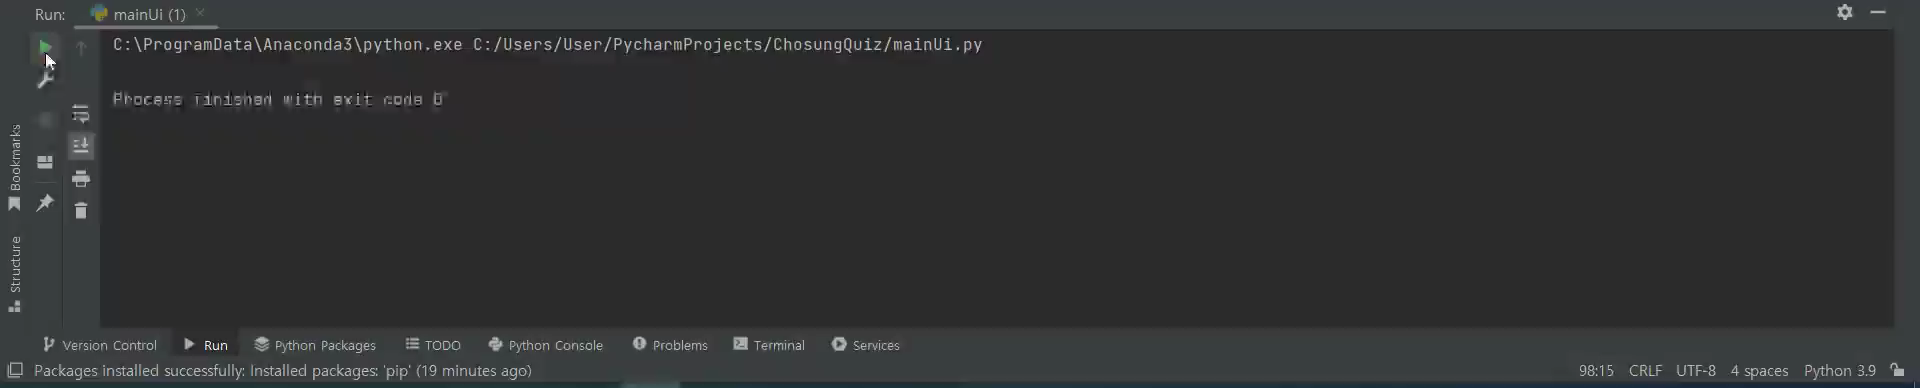 Run: mainUi (1)
C:\ProgramData\Anaconda3\python.exe C:/Users/User/PycharmProjects/ChosungQuiz/mainUi.py
Process finished with exit code 0
Bookmarks
Structure
Version Control Run Python Packages TODO Python Console Problems Terminal Services
Packages installed successfully: Installed packages: 'pip' (19 minutes ago) 98:15 CRLF UTF-8 4 spaces Python 3.9